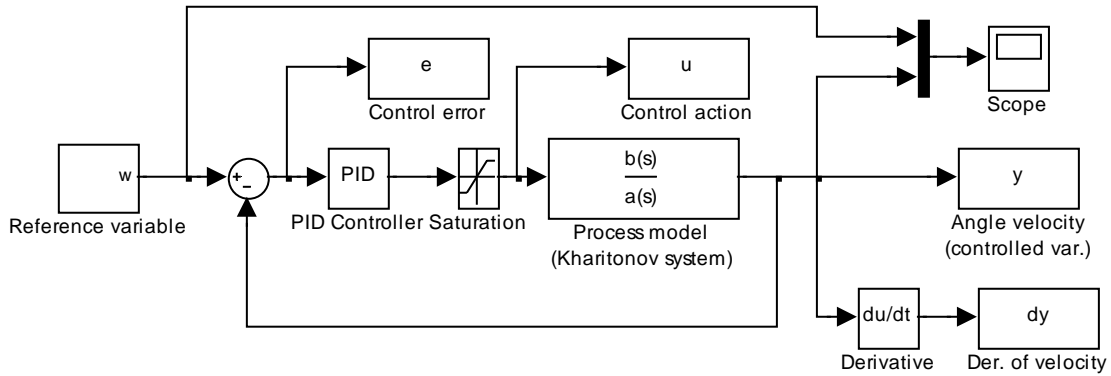 e
Control error
u
Control action
Scope
w
Reference variable
+
−
PID
PID Controller
Saturation
b(s)
a(s)
Process model
(Kharitonov system)
y
Angle velocity
(controlled var.)
du/dt
Derivative
dy
Der. of velocity